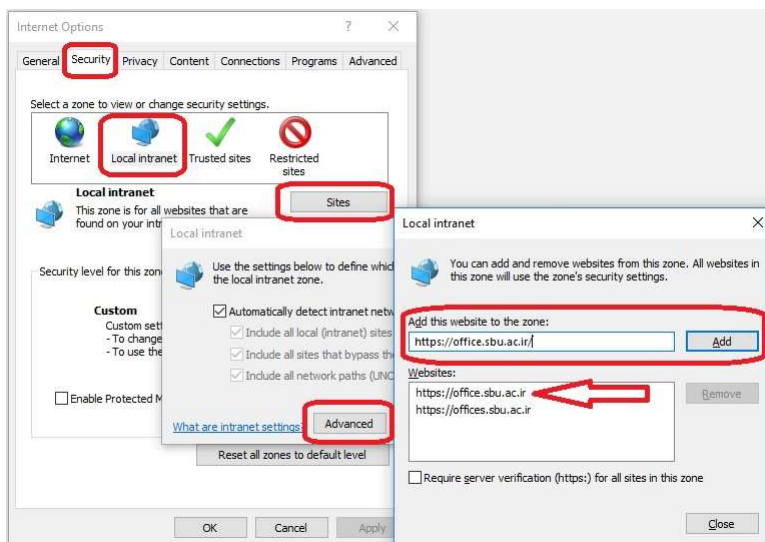 Internet Options
General Security Privacy Content Connections Programs Advanced
Select a zone to view or change security settings.
Internet
Local intranet
Trusted sites
Restricted
sites
Local intranet
Sites
This zone is for all websites that are
found on your intr
Security level for this zon
Custom
Custom sett
- To change
- To use the
Enable Protected M
Reset all zones to default level
OK Cancel Apply
Local intranet
Use the settings below to define whic
the local intranet zone.
Automatically detect intranet netw
Include all local (intranet) sites
Include all sites that bypass the
Include all network paths (UNC
What are intranet settings?
Advanced
Local intranet
You can add and remove websites from this zone. All websites in
this zone will use the zone's security settings.
Add this website to the zone:
https://office.sbu.ac.ir/
Add
Websites:
https://office.sbu.ac.ir
https://offices.sbu.ac.ir
Remove
Require server verification (https:) for all sites in this zone
Close